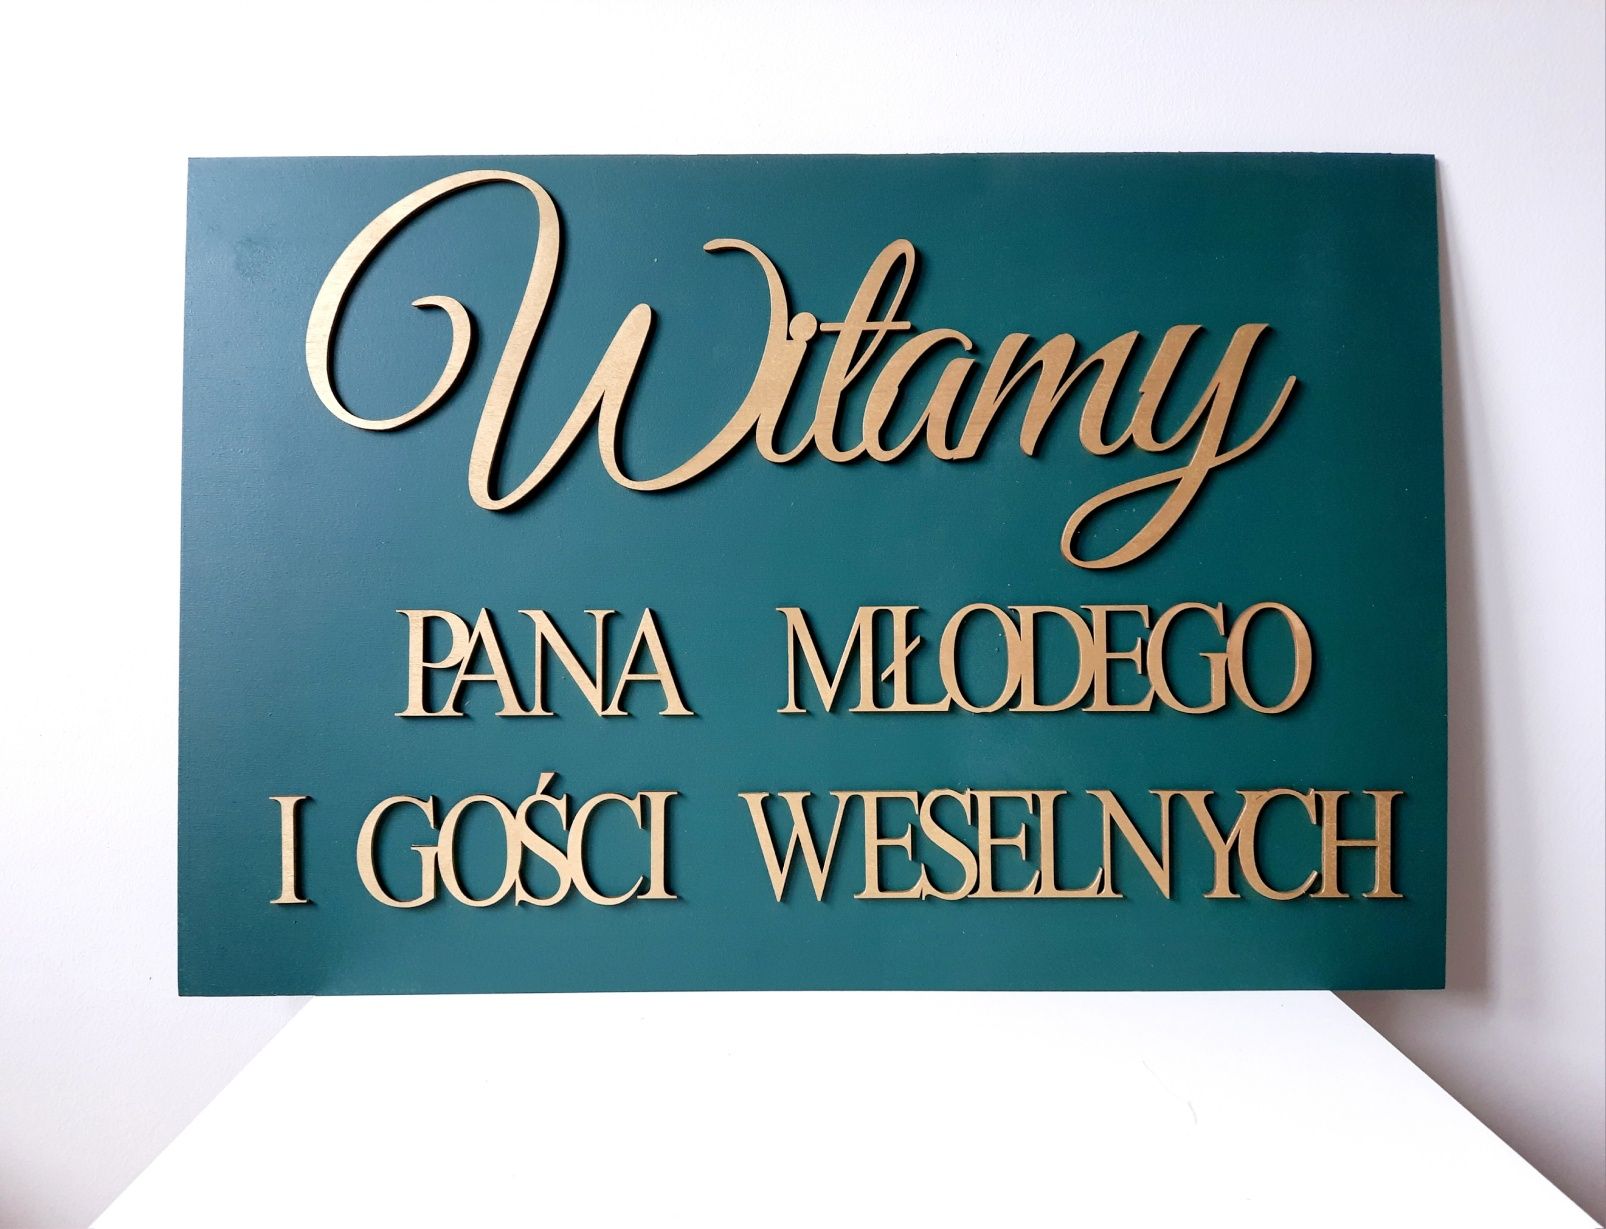 Witamy
PANA MŁODEGO
I GOŚCI WESELNYCH